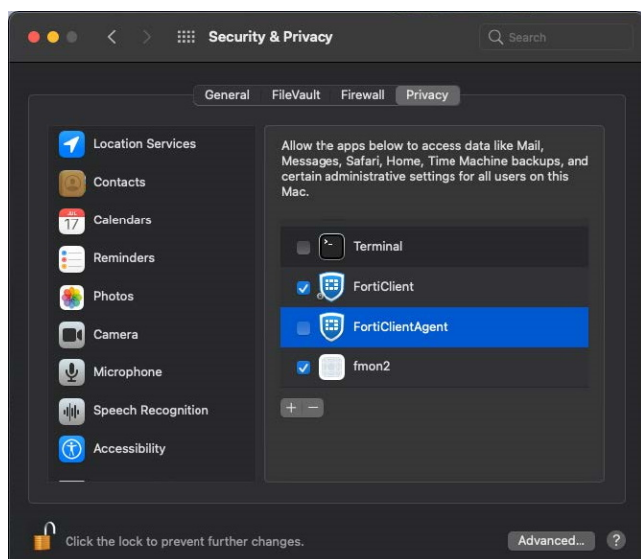 Security & Privacy
Search
General FileVault Firewall Privacy
Location Services
Contacts
JUL
17
Calendars
Reminders
Photos
Camera
Microphone
Speech Recognition
Accessibility
Allow the apps below to access data like Mail,
Messages, Safari, Home, Time Machine backups, and
certain administrative settings for all users on this
Mac.
Terminal
FortiClient
FortiClientAgent
fmon2
+ −
Click the lock to prevent further changes.
Advanced... ?